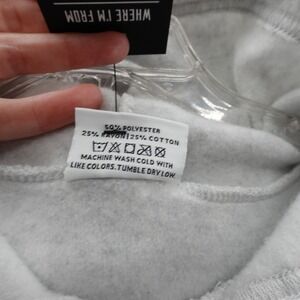 WHERE I'M FROM
50% POLYESTER
25% RAYON | 25% COTTON
MACHINE WASH COLD WITH
LIKE COLORS. TUMBLE DRY LOW